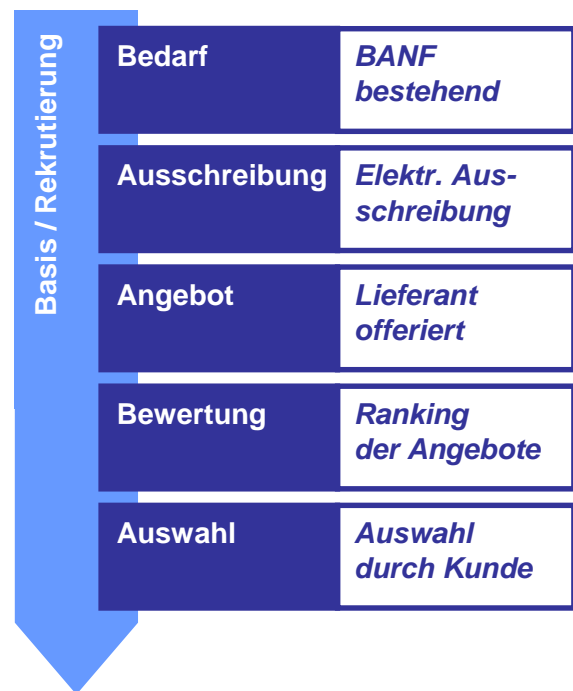 Basis / Rekrutierung
Bedarf
BANF
bestehend
Ausschreibung
Elektr. Aus-
schreibung
Angebot
Lieferant
offeriert
Bewertung
Ranking
der Angebote
Auswahl
Auswahl
durch Kunde